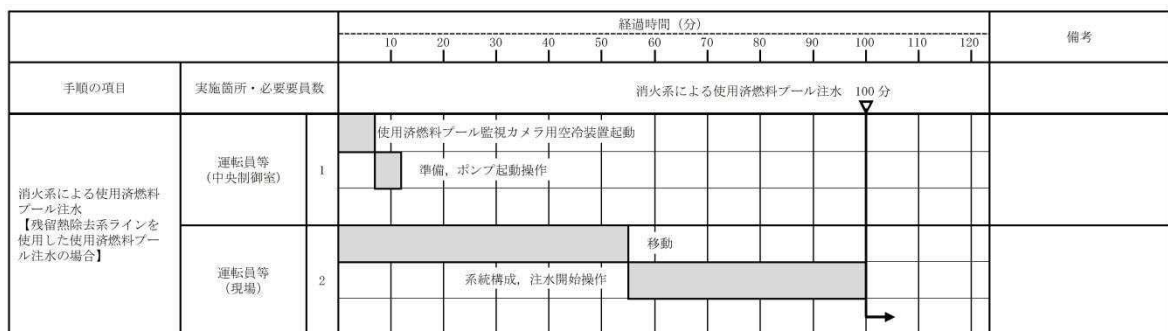 経過時間（分）
備考
10 20 30 40 50 60 70 80 90 100 110 120
手順の項目
実施箇所・必要要員数
消火系による使用済燃料プール注水 100 分
消火系による使用済燃料
プール注水
【残留熱除去系ラインを
使用した使用済燃料プー
ル注水の場合】
運転員等
（中央制御室）
1
使用済燃料プール監視カメラ用空冷装置起動
準備，ポンプ起動操作
運転員等
（現場）
2
移動
系統構成，注水開始操作